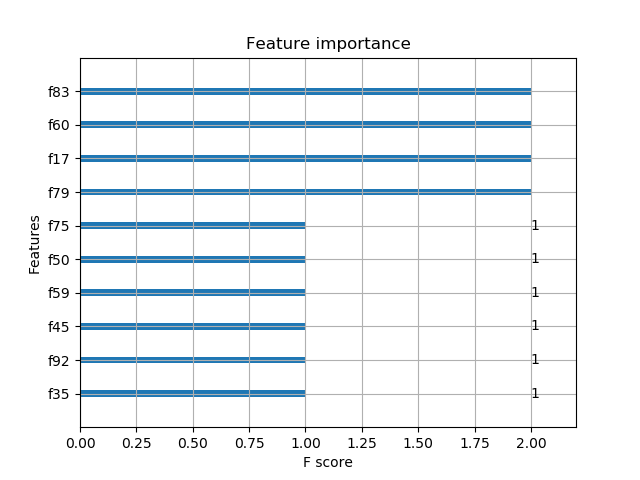 Feature importance
f83
f60
f17
f79
f75 1
f50 1
f59 1
f45 1
f92 1
f35 1
Features
0.00 0.25 0.50 0.75 1.00 1.25 1.50 1.75 2.00
F score